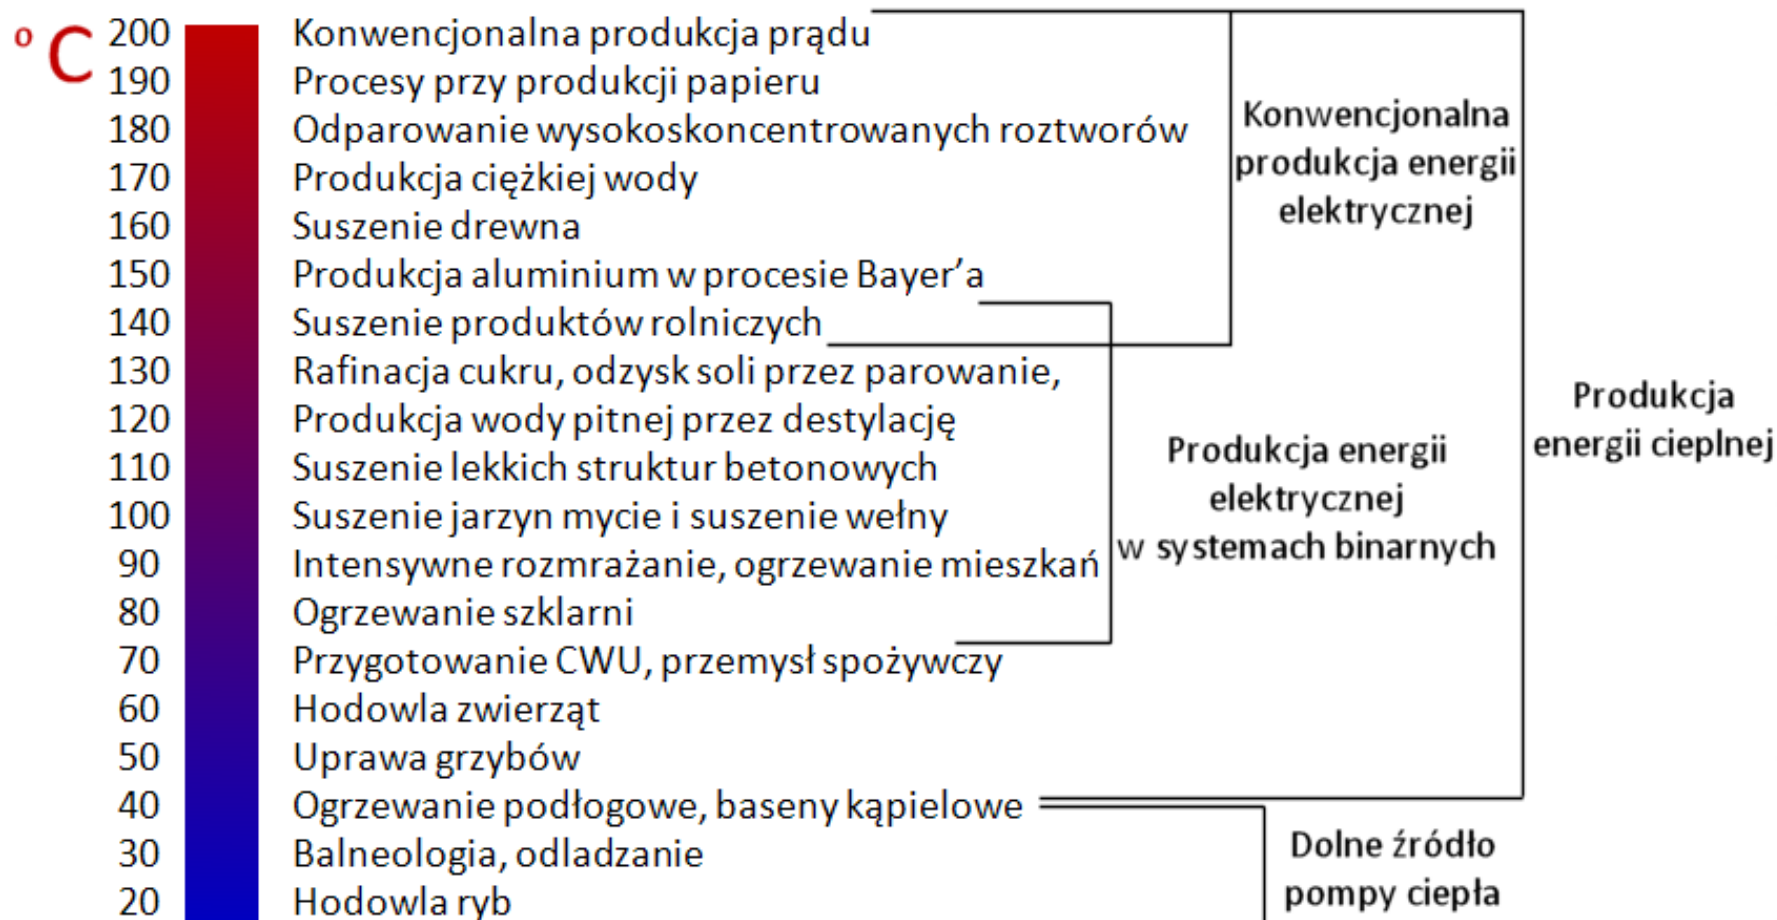 ° C
200 Konwencjonalna produkcja prądu
190 Procesy przy produkcji papieru
180 Odparowanie wysokoskoncentrowanych roztworów
170 Produkcja ciężkiej wody
160 Suszenie drewna
150 Produkcja aluminium w procesie Bayer’a
140 Suszenie produktów rolniczych
130 Rafinacja cukru, odzysk soli przez parowanie,
120 Produkcja wody pitnej przez destylację
110 Suszenie lekkich struktur betonowych
100 Suszenie jarzyn mycie i suszenie wełny
90 Intensywne rozmrażanie, ogrzewanie mieszkań
80 Ogrzewanie szklarni
70 Przygotowanie CWU, przemysł spożywczy
60 Hodowla zwierząt
50 Uprawa grzybów
40 Ogrzewanie podłogowe, baseny kąpielowe
30 Balneologia, odladzanie
20 Hodowla ryb
Konwencjonalna
produkcja energii
elektrycznej
Produkcja energii
elektrycznej
w systemach binarnych
Produkcja
energii cieplnej
Dolne źródło
pompy ciepła